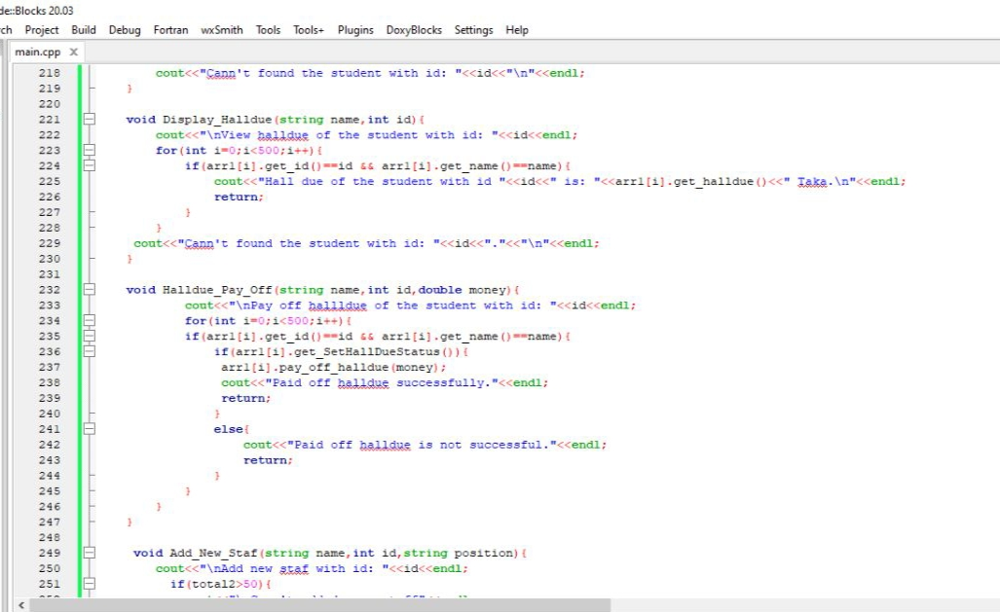 de::Blocks 20.03
ch Project Build Debug Fortran wxSmith Tools Tools+ Plugins DoxyBlocks Settings Help
main.cpp X
218 cout<<"Cann't found the student with id: "<<id<<"\n"<<endl;
219 }
220
221 void Display_Halldue(string name,int id){
222 cout<<"\nView halldue of the student with id: "<<id<<endl;
223 for(int i=0;i<500;i++){
224 if(arr1[i].get_id()==id && arr1[i].get_name()==name){
225 cout<<"Hall due of the student with id "<<id<<" is: "<<arr1[i].get_halldue()<<" Taka.\n"<<endl;
226 return;
227 }
228 }
229 cout<<"Cann't found the student with id: "<<id<<"."<<"\n"<<endl;
230 }
231
232 void Halldue_Pay_Off(string name,int id,double money){
233 cout<<"\nPay off hallldue of the student with id: "<<id<<endl;
234 for(int i=0;i<500;i++){
235 if(arr1[i].get_id()==id && arr1[i].get_name()==name){
236 if(arr1[i].get_SetHallDueStatus()){
237 arr1[i].pay_off_halldue(money);
238 cout<<"Paid off halldue successfully."<<endl;
239 return;
240 }
241 else{
242 cout<<"Paid off halldue is not successful."<<endl;
243 return;
244 }
245 }
246 }
247 }
248
249 void Add_New_Staf(string name,int id,string position){
250 cout<<"\nAdd new staf with id: "<<id<<endl;
251 if(total2>50){